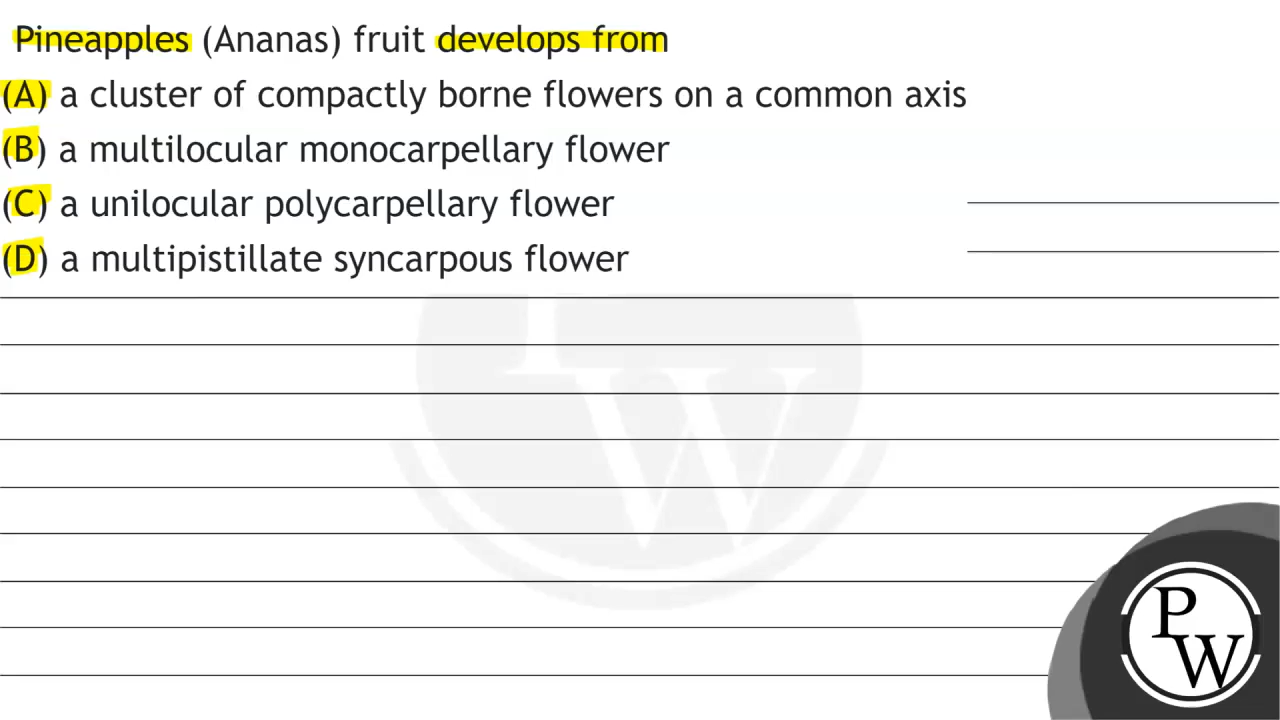 Pineapples (Ananas) fruit develops from
(A) a cluster of compactly borne flowers on a common axis
(B) a multilocular monocarpellary flower
(C) a unilocular polycarpellary flower
(D) a multipistillate syncarpous flower
W
P
W